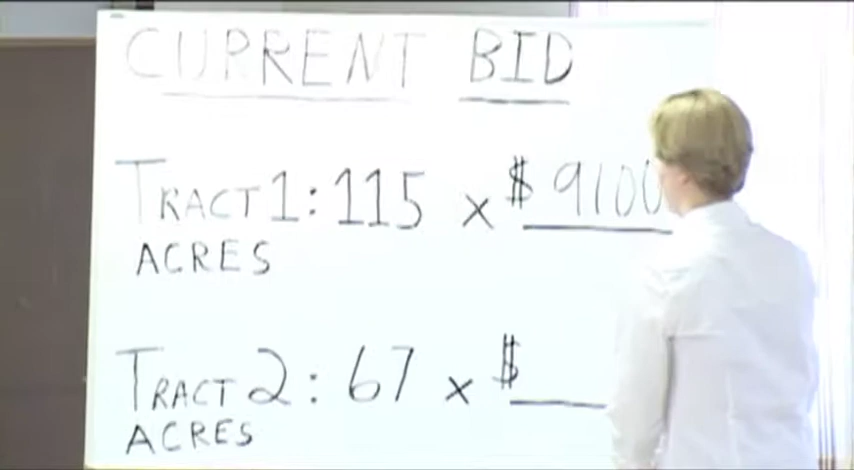 CURRENT BID
TRACT 1: 115 x $ 9100
ACRES
TRACT 2: 67 x $
ACRES